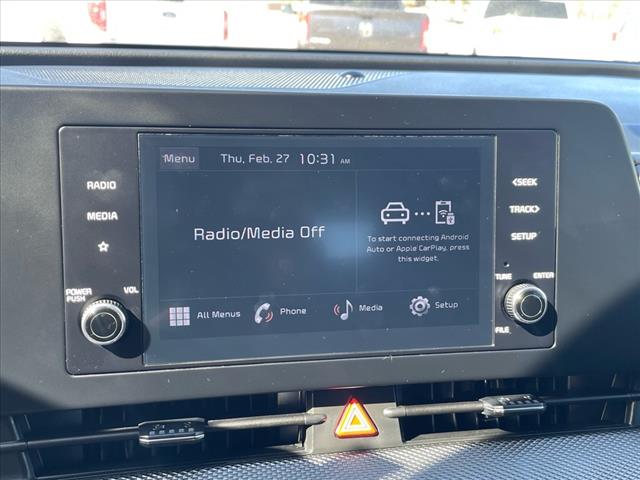 Menu Thu, Feb. 27 10:31 AM
RADIO
MEDIA
POWER
PUSH
VOL
Radio/Media Off
To start connecting Android
Auto or Apple CarPlay, press
this widget.
All Menus
Phone
Media
Setup
<SEEK
TRACK>
SETUP
TUNE
ENTER
FILE